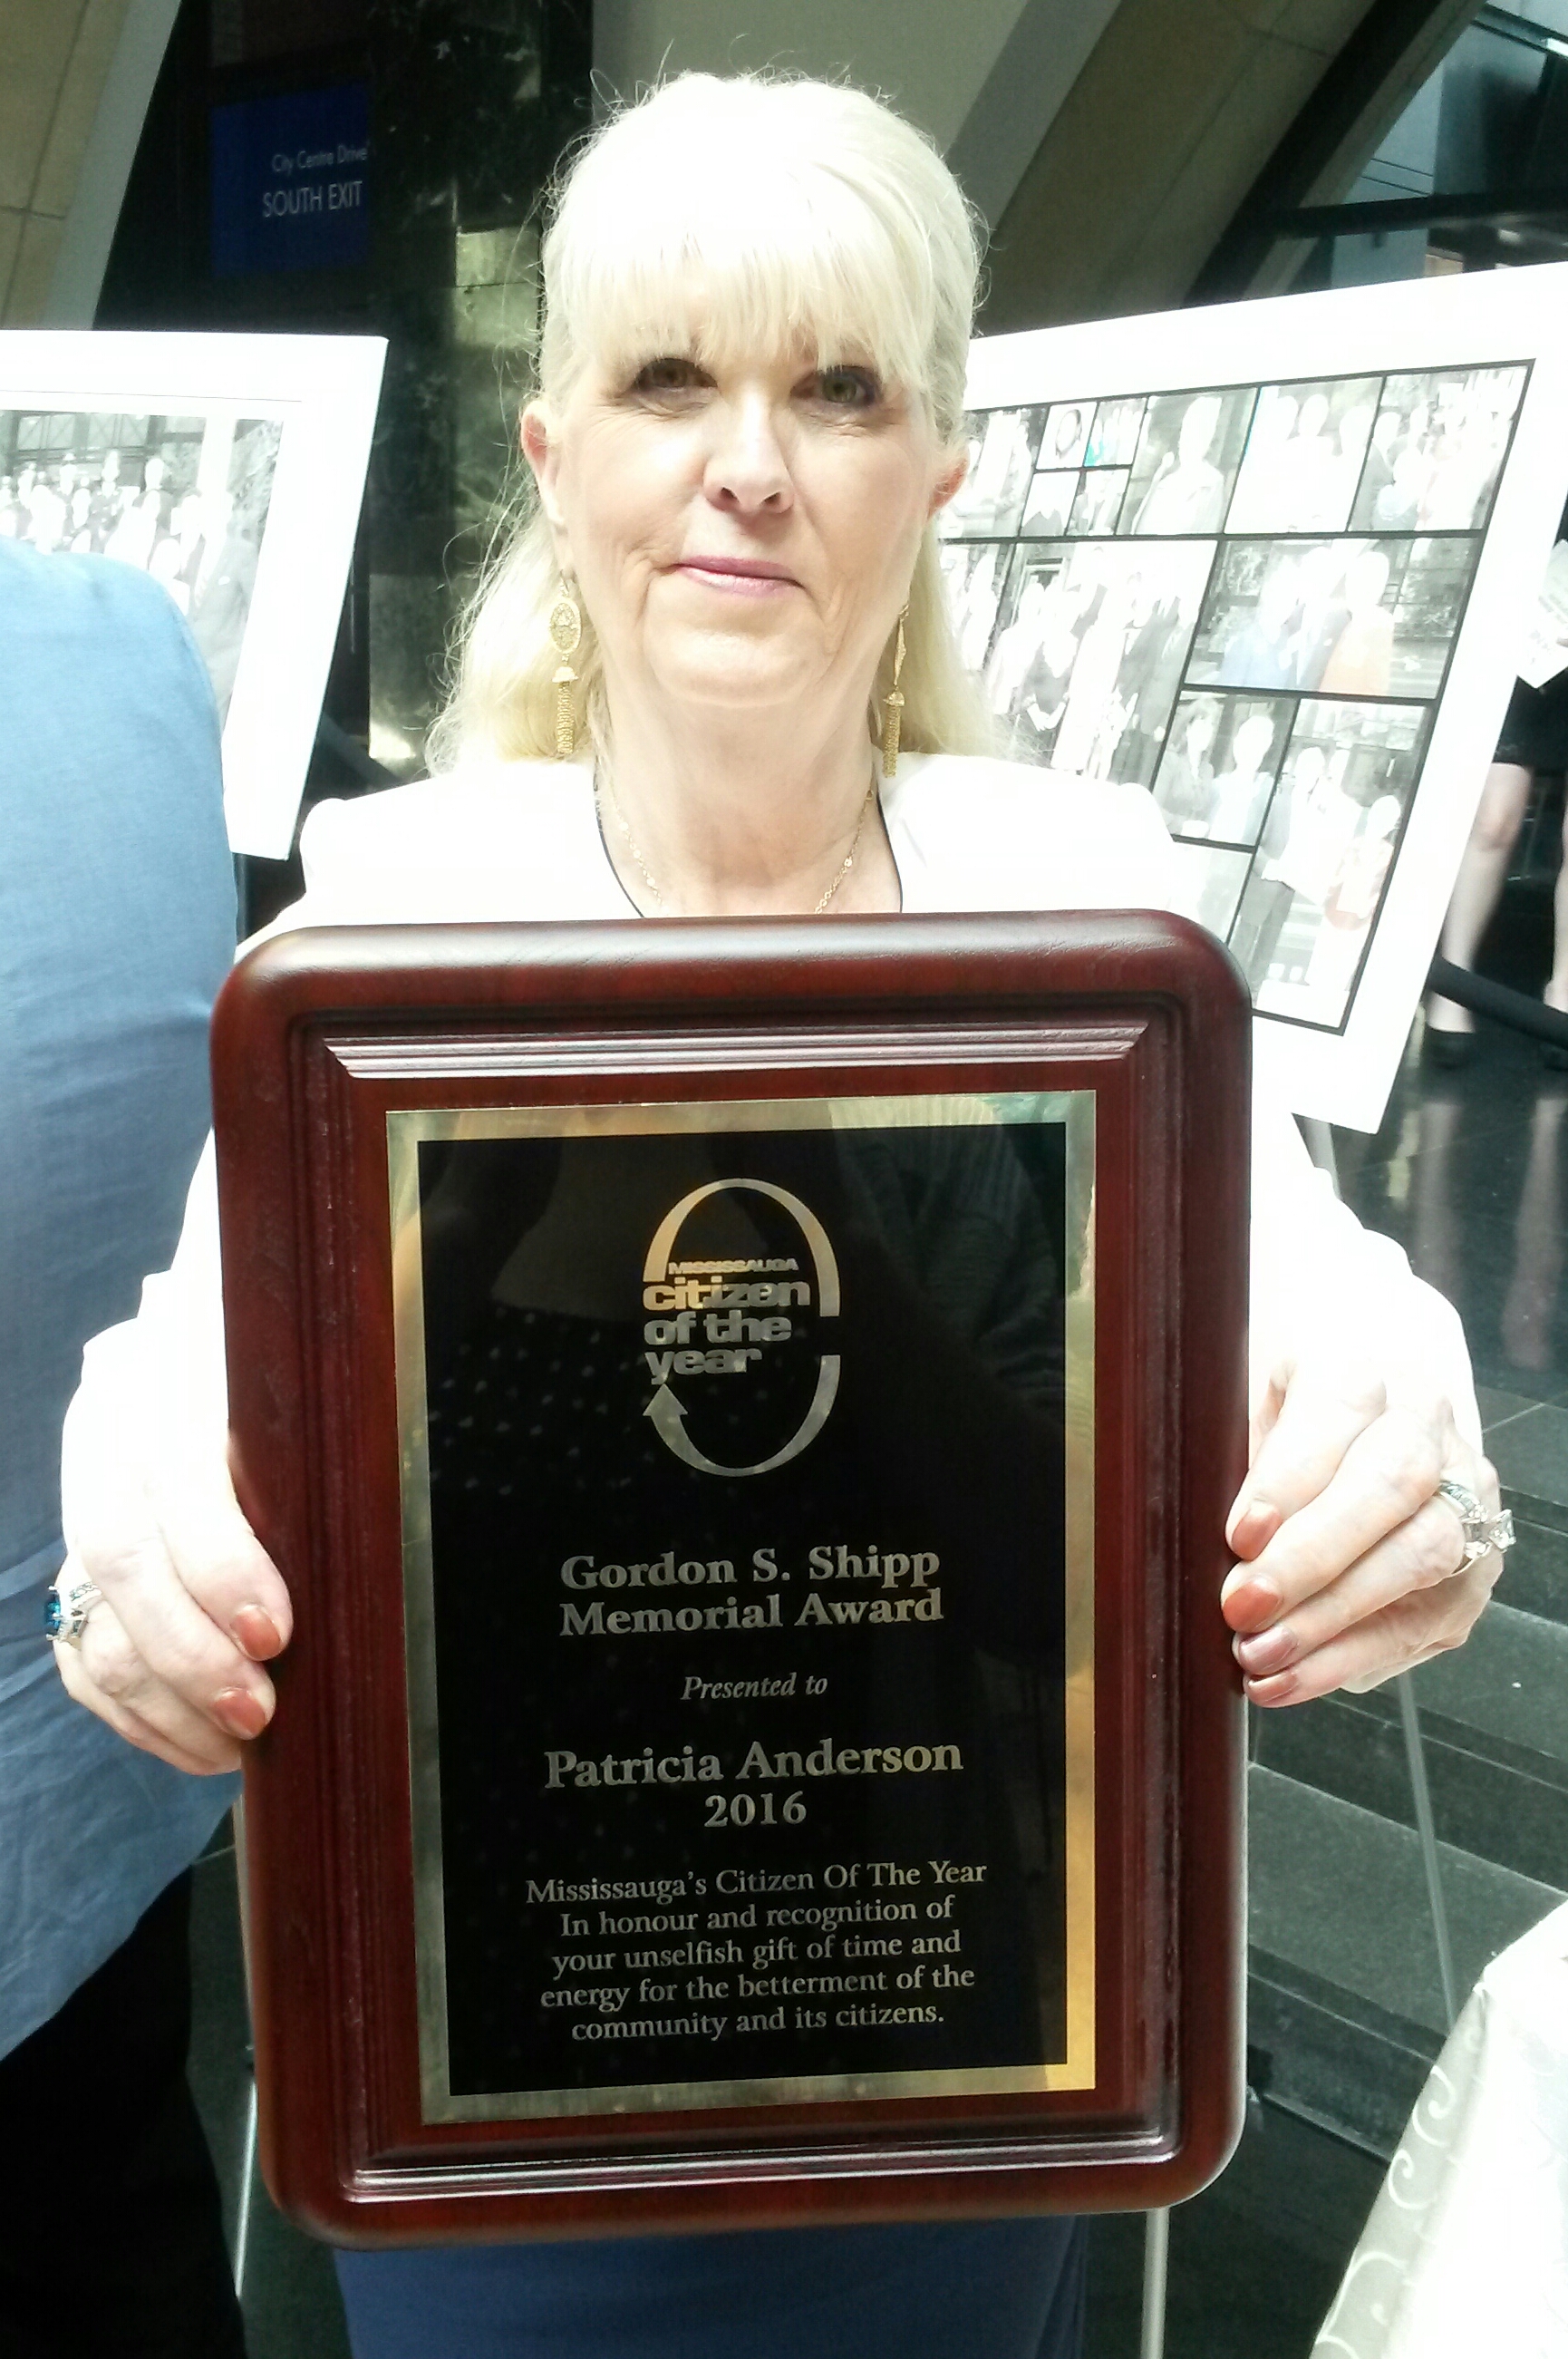 City Centre Drive
SOUTH EXIT
MISSISSAUGA
citizen
of the
year
Gordon S. Shipp
Memorial Award
Presented to
Patricia Anderson
2016
Mississauga's Citizen Of The Year
In honour and recognition of
your unselfish gift of time and
energy for the betterment of the
community and its citizens.